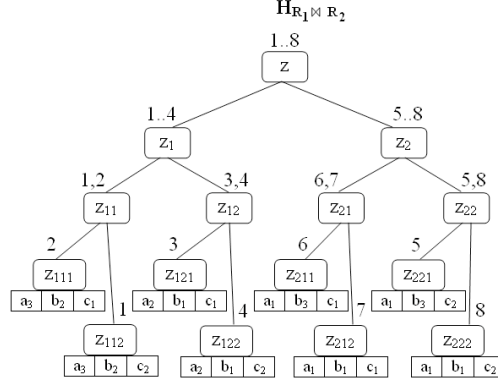 H R₁ ⋈ R₂
1..8
Z
1..4 5..8
Z₁ Z₂
1,2 3,4 6,7 5,8
Z₁₁ Z₁₂ Z₂₁ Z₂₂
2 3 6 5
Z₁₁₁ Z₁₂₁ Z₂₁₁ Z₂₂₁
a₃ b₂ c₁ a₂ b₁ c₁ a₁ b₃ c₁ a₁ b₃ c₂
1 4 7 8
Z₁₁₂ Z₁₂₂ Z₂₁₂ Z₂₂₂
a₃ b₂ c₂ a₂ b₁ c₂ a₁ b₁ c₁ a₁ b₁ c₂